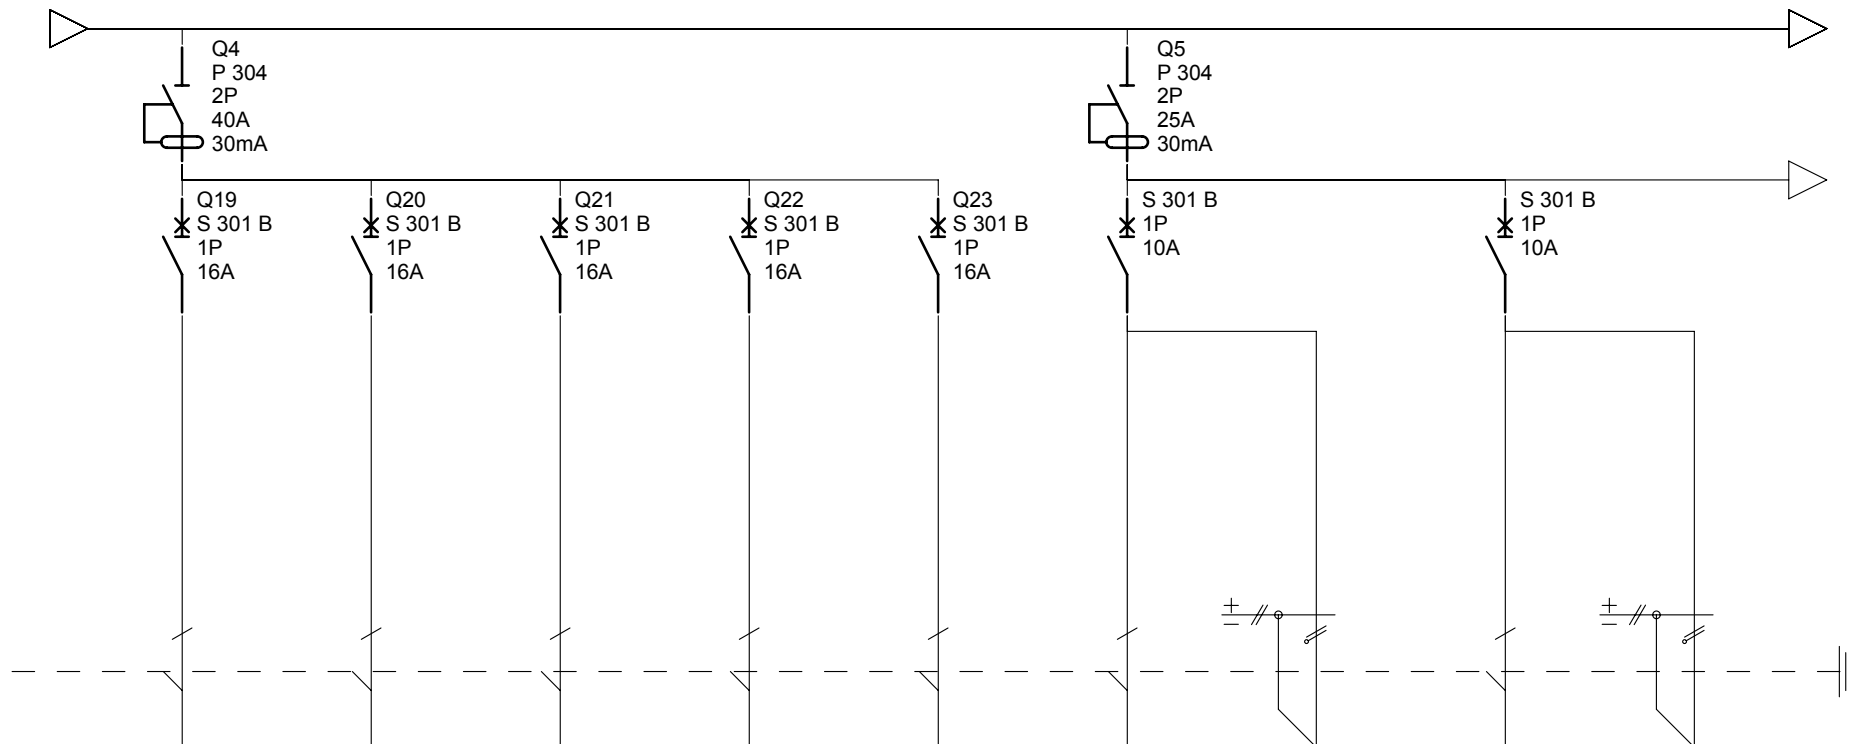 Q4
P 304
2P
40A
30mA
Q5
P 304
2P
25A
30mA
Q19
S 301 B
1P
16A
Q20
S 301 B
1P
16A
Q21
S 301 B
1P
16A
Q22
S 301 B
1P
16A
Q23
S 301 B
1P
16A
S 301 B
1P
10A
S 301 B
1P
10A